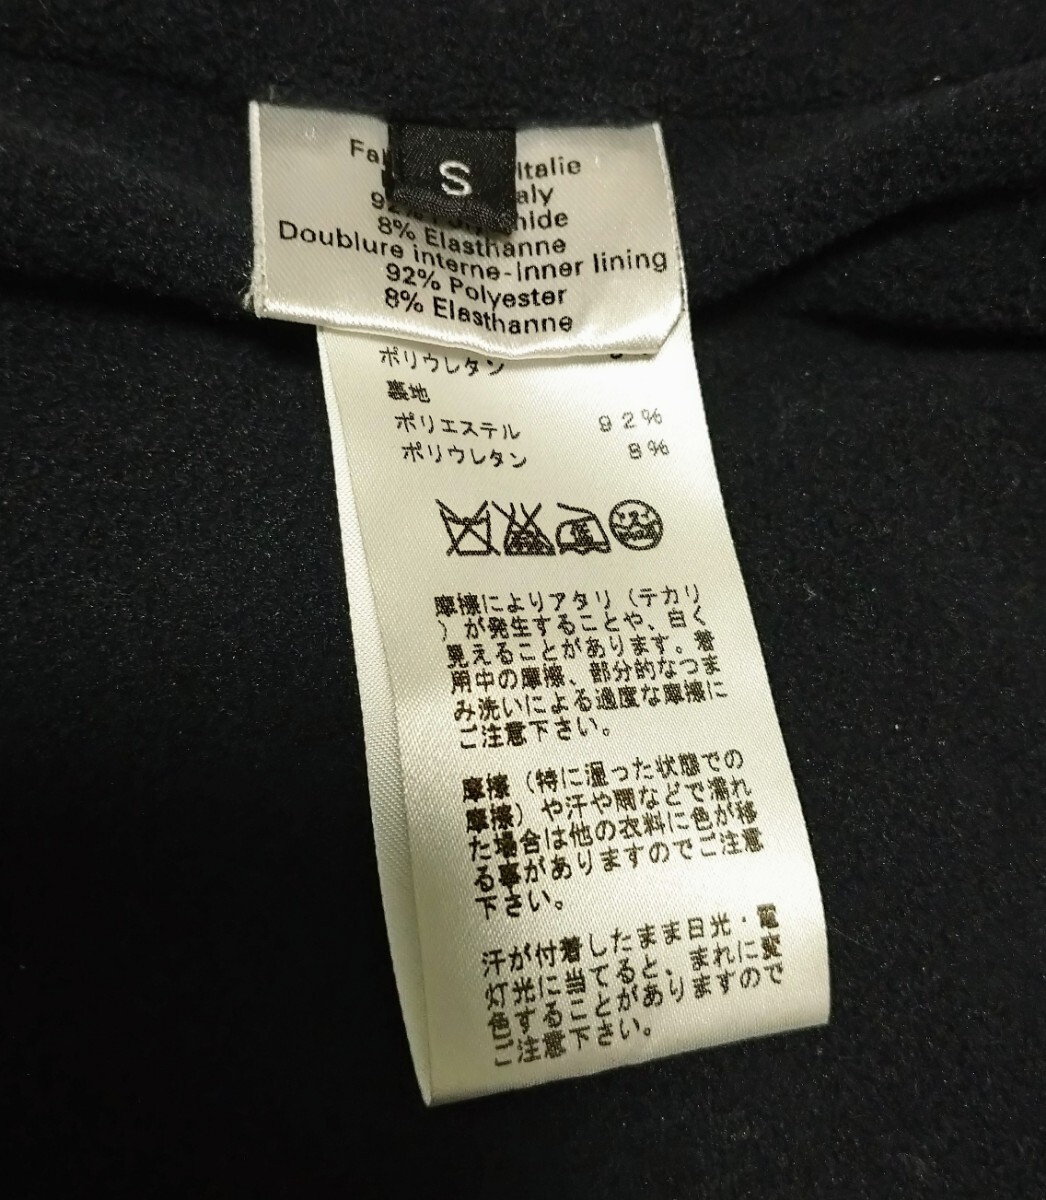 S
Italie
8% Elasthanne
Doublure interne-inner lining
92% Polyester
8% Elasthanne
ポリウレタン
裏地
ポリエステル 92%
ポリウレタン 8%
摩擦によりアタリ（テカリ
）が発生することや、白く
見えることがあります。着
用中の摩擦、部分的なつま
み洗いによる過度な摩擦に
ご注意下さい。
摩擦（特に湿った状態での
摩擦）や汗や雨などで濡れ
た場合は他の衣料に色が移
る事がありますのでご注意
下さい。
汗が付着したまま日光・電
灯光に当てると、まれに変
色することがありますので
ご注意下さい。